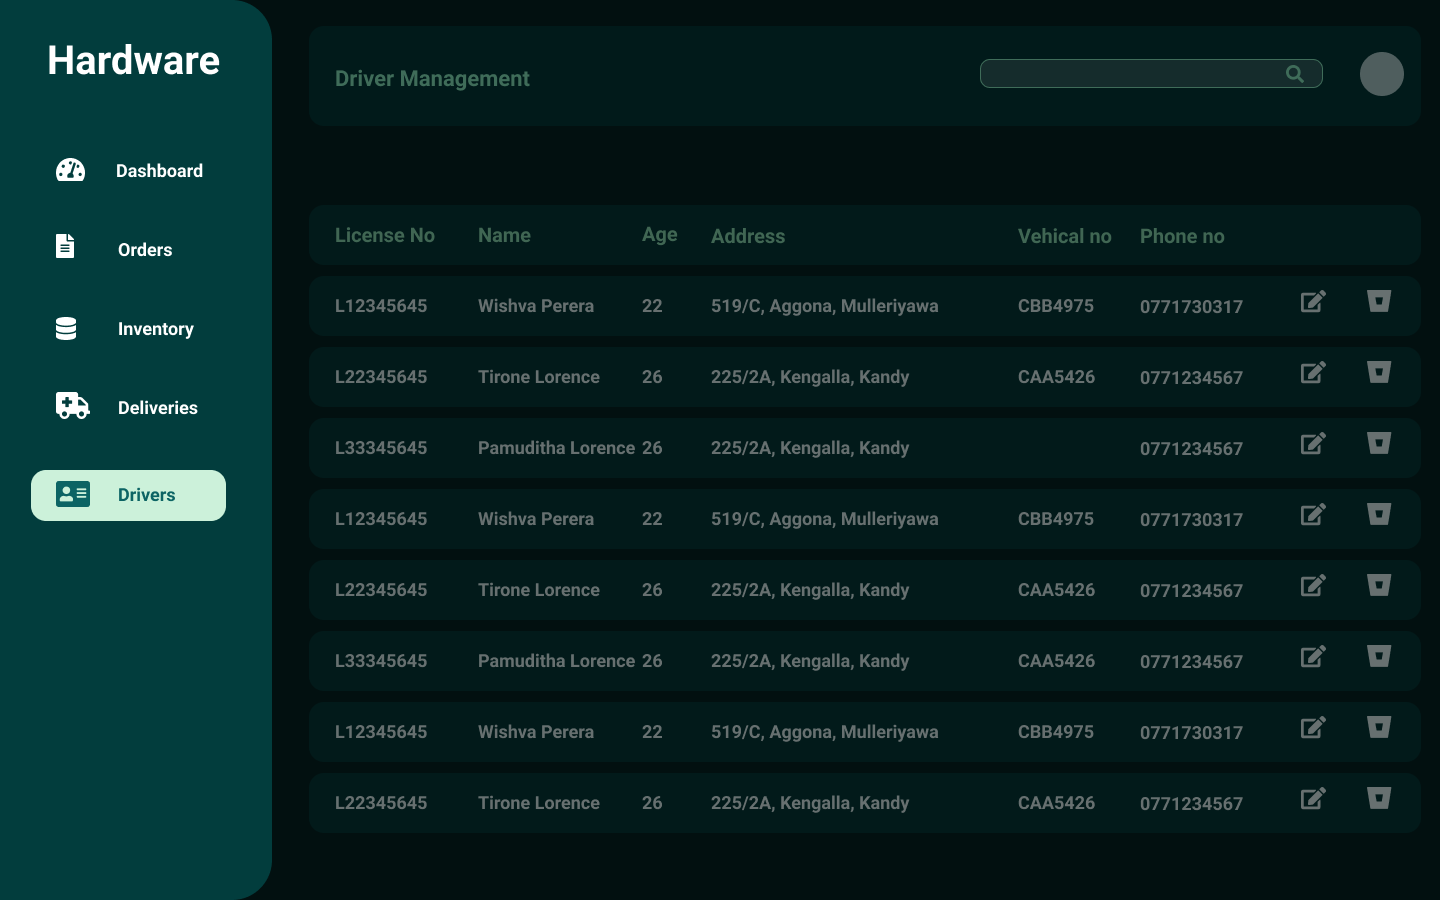 Hardware
Dashboard
Orders
Inventory
Deliveries
Drivers
Driver Management
License No Name Age Address Vehical no Phone no
L12345645 Wishva Perera 22 519/C, Aggona, Mulleriyawa CBB4975 0771730317
L22345645 Tirone Lorence 26 225/2A, Kengalla, Kandy CAA5426 0771234567
L33345645 Pamuditha Lorence 26 225/2A, Kengalla, Kandy 0771234567
L12345645 Wishva Perera 22 519/C, Aggona, Mulleriyawa CBB4975 0771730317
L22345645 Tirone Lorence 26 225/2A, Kengalla, Kandy CAA5426 0771234567
L33345645 Pamuditha Lorence 26 225/2A, Kengalla, Kandy CAA5426 0771234567
L12345645 Wishva Perera 22 519/C, Aggona, Mulleriyawa CBB4975 0771730317
L22345645 Tirone Lorence 26 225/2A, Kengalla, Kandy CAA5426 0771234567